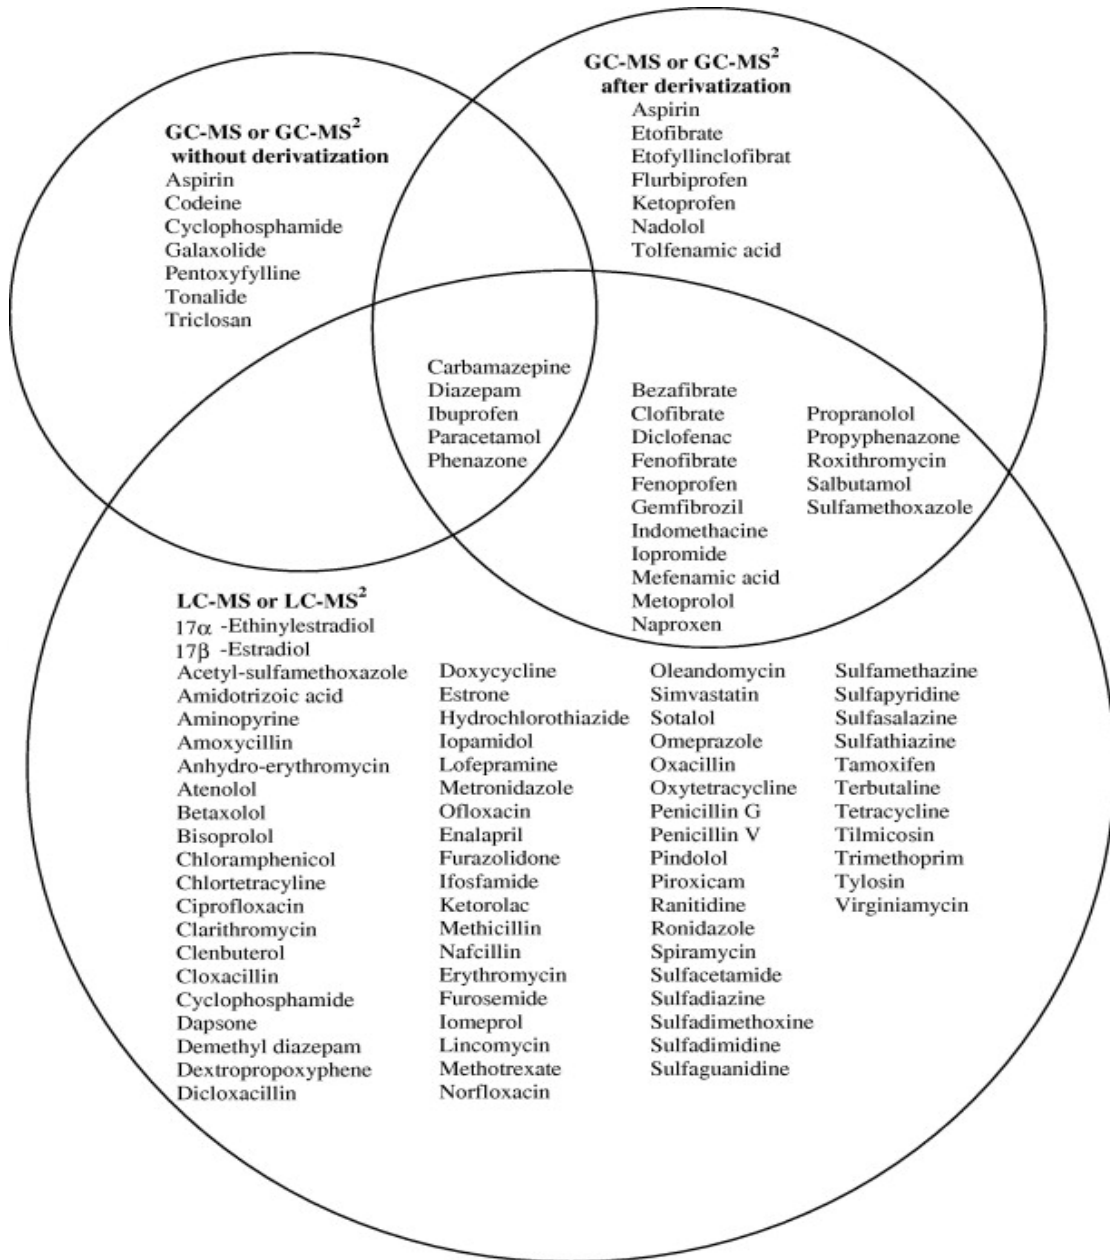 GC-MS or GC-MS2
without derivatization
Aspirin
Codeine
Cyclophosphamide
Galaxolide
Pentoxyfylline
Tonalide
Triclosan
GC-MS or GC-MS2
after derivatization
Aspirin
Etofibrate
Etofyllinclofibrat
Flurbiprofen
Ketoprofen
Nadolol
Tolfenamic acid
Carbamazepine
Diazepam
Ibuprofen
Paracetamol
Phenazone
Bezafibrate
Clofibrate
Diclofenac
Fenofibrate
Fenoprofen
Gemfibrozil
Indomethacine
Iopromide
Mefenamic acid
Metoprolol
Naproxen
Propranolol
Propyphenazone
Roxithromycin
Salbutamol
Sulfamethoxazole
LC-MS or LC-MS2
17α -Ethinylestradiol
17β -Estradiol
Acetyl-sulfamethoxazole
Amidotrizoic acid
Aminopyrine
Amoxycillin
Anhydro-erythromycin
Atenolol
Betaxolol
Bisoprolol
Chloramphenicol
Chlortetracyline
Ciprofloxacin
Clarithromycin
Clenbuterol
Cloxacillin
Cyclophosphamide
Dapsone
Demethyl diazepam
Dextropropoxyphene
Dicloxacillin
Doxycycline
Estrone
Hydrochlorothiazide
Iopamidol
Lofepramine
Metronidazole
Ofloxacin
Enalapril
Furazolidone
Ifosfamide
Ketorolac
Methicillin
Nafcillin
Erythromycin
Furosemide
Iomeprol
Lincomycin
Methotrexate
Norfloxacin
Oleandomycin
Simvastatin
Sotalol
Omeprazole
Oxacillin
Oxytetracycline
Penicillin G
Penicillin V
Pindolol
Piroxicam
Ranitidine
Ronidazole
Spiramycin
Sulfacetamide
Sulfadiazine
Sulfadimethoxine
Sulfadimidine
Sulfaguanidine
Sulfamethazine
Sulfapyridine
Sulfasalazine
Sulfathiazine
Tamoxifen
Terbutaline
Tetracycline
Tilmicosin
Trimethoprim
Tylosin
Virginiamycin